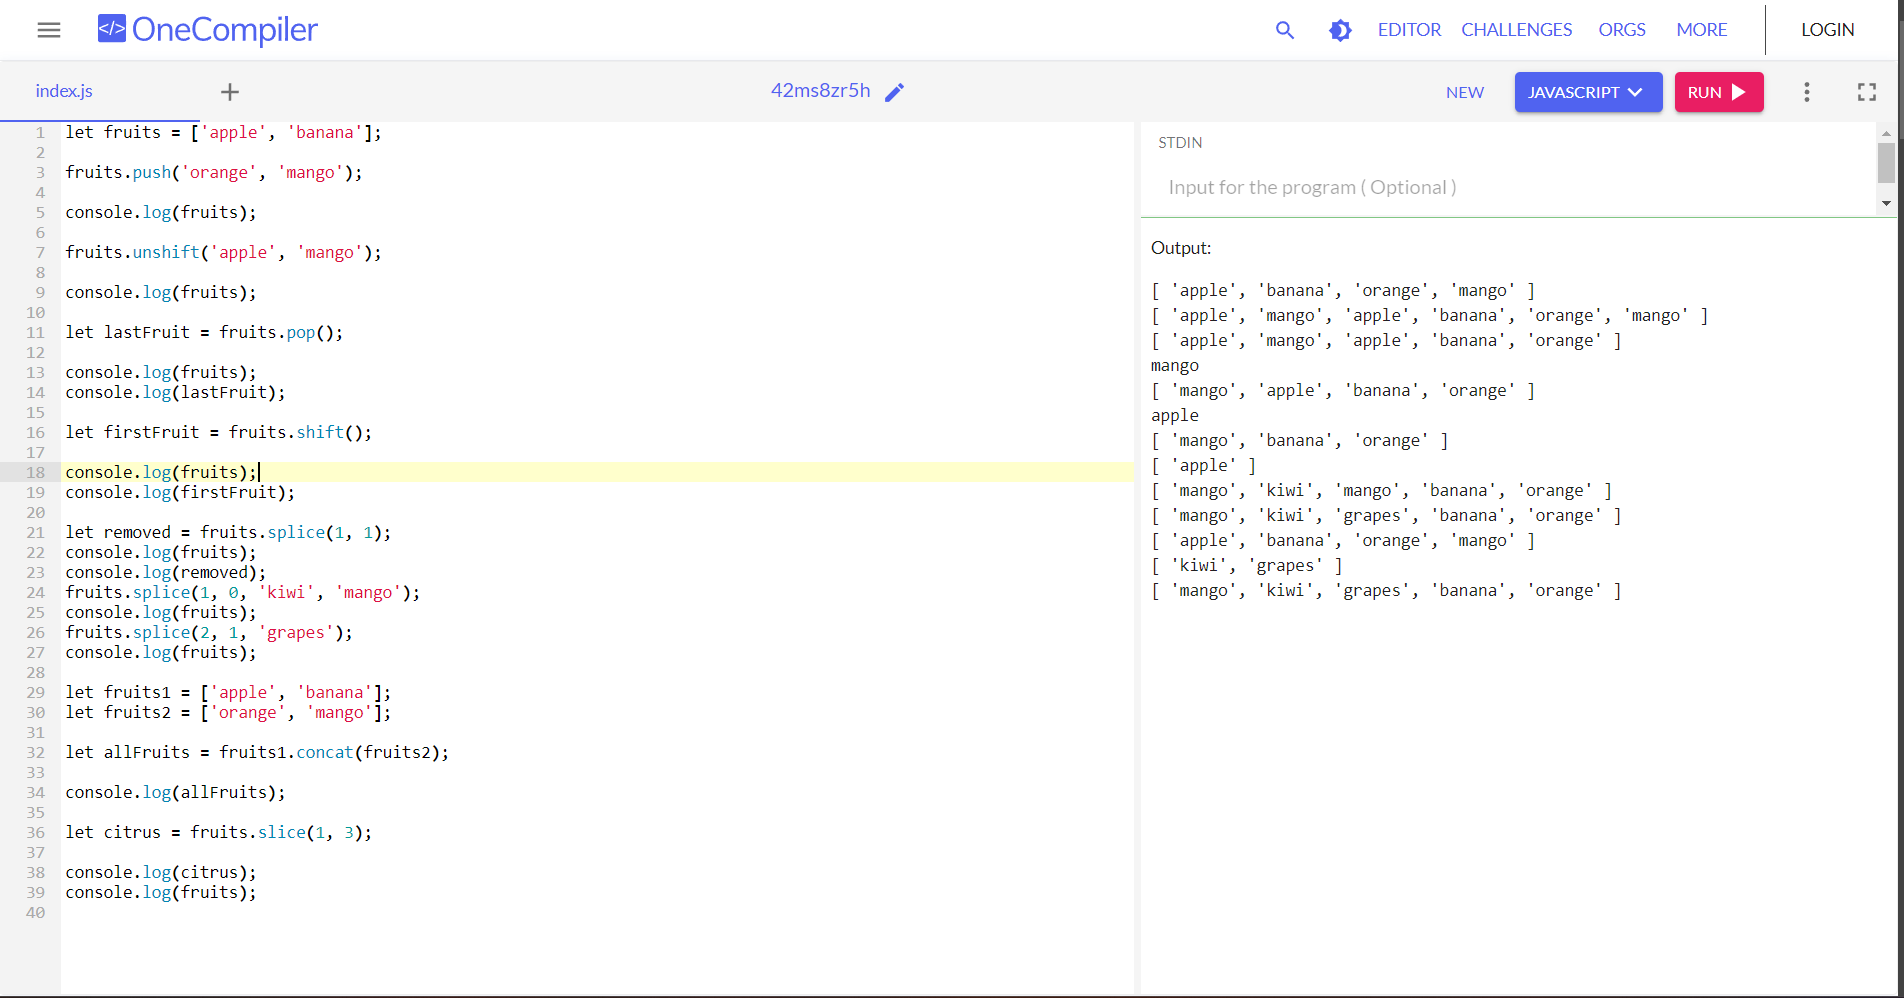 </> OneCompiler EDITOR CHALLENGES ORGS MORE LOGIN
index.js + 42ms8zr5h NEW JAVASCRIPT RUN
1 let fruits = ['apple', 'banana'];
2
3 fruits.push('orange', 'mango');
4
5 console.log(fruits);
6
7 fruits.unshift('apple', 'mango');
8
9 console.log(fruits);
10
11 let lastFruit = fruits.pop();
12
13 console.log(fruits);
14 console.log(lastFruit);
15
16 let firstFruit = fruits.shift();
17
18 console.log(fruits);
19 console.log(firstFruit);
20
21 let removed = fruits.splice(1, 1);
22 console.log(fruits);
23 console.log(removed);
24 fruits.splice(1, 0, 'kiwi', 'mango');
25 console.log(fruits);
26 fruits.splice(2, 1, 'grapes');
27 console.log(fruits);
28
29 let fruits1 = ['apple', 'banana'];
30 let fruits2 = ['orange', 'mango'];
31
32 let allFruits = fruits1.concat(fruits2);
33
34 console.log(allFruits);
35
36 let citrus = fruits.slice(1, 3);
37
38 console.log(citrus);
39 console.log(fruits);
40
STDIN
Input for the program ( Optional )
Output:
[ 'apple', 'banana', 'orange', 'mango' ]
[ 'apple', 'mango', 'apple', 'banana', 'orange', 'mango' ]
[ 'apple', 'mango', 'apple', 'banana', 'orange' ]
mango
[ 'mango', 'apple', 'banana', 'orange' ]
apple
[ 'mango', 'banana', 'orange' ]
[ 'apple' ]
[ 'mango', 'kiwi', 'mango', 'banana', 'orange' ]
[ 'mango', 'kiwi', 'grapes', 'banana', 'orange' ]
[ 'apple', 'banana', 'orange', 'mango' ]
[ 'kiwi', 'grapes' ]
[ 'mango', 'kiwi', 'grapes', 'banana', 'orange' ]